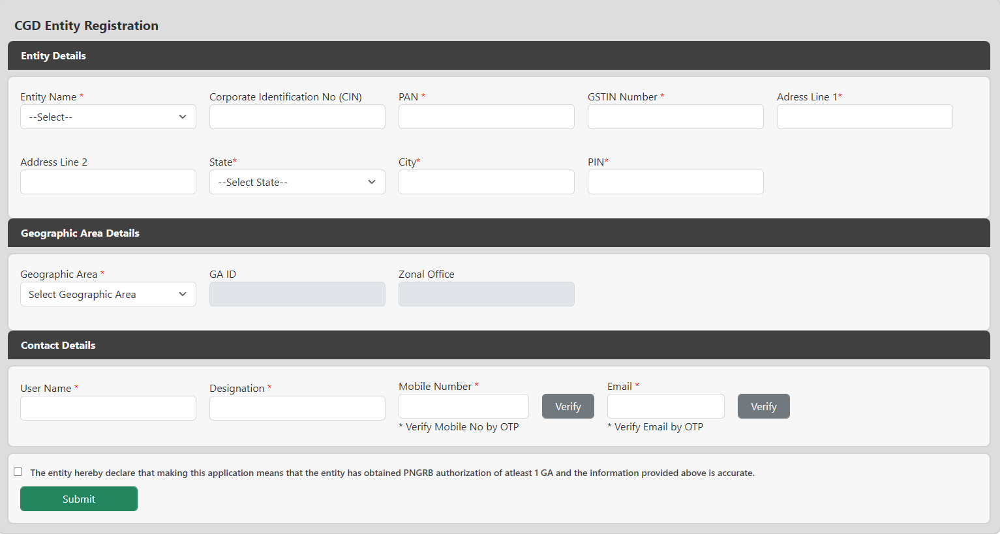 CGD Entity Registration
Entity Details
Entity Name * Corporate Identification No (CIN) PAN * GSTIN Number * Adress Line 1*
--Select--
Address Line 2 State* City* PIN*
--Select State--
Geographic Area Details
Geographic Area * GA ID Zonal Office
Select Geographic Area
Contact Details
User Name * Designation * Mobile Number * Email *
Verify Verify
* Verify Mobile No by OTP * Verify Email by OTP
The entity hereby declare that making this application means that the entity has obtained PNGRB authorization of atleast 1 GA and the information provided above is accurate.
Submit